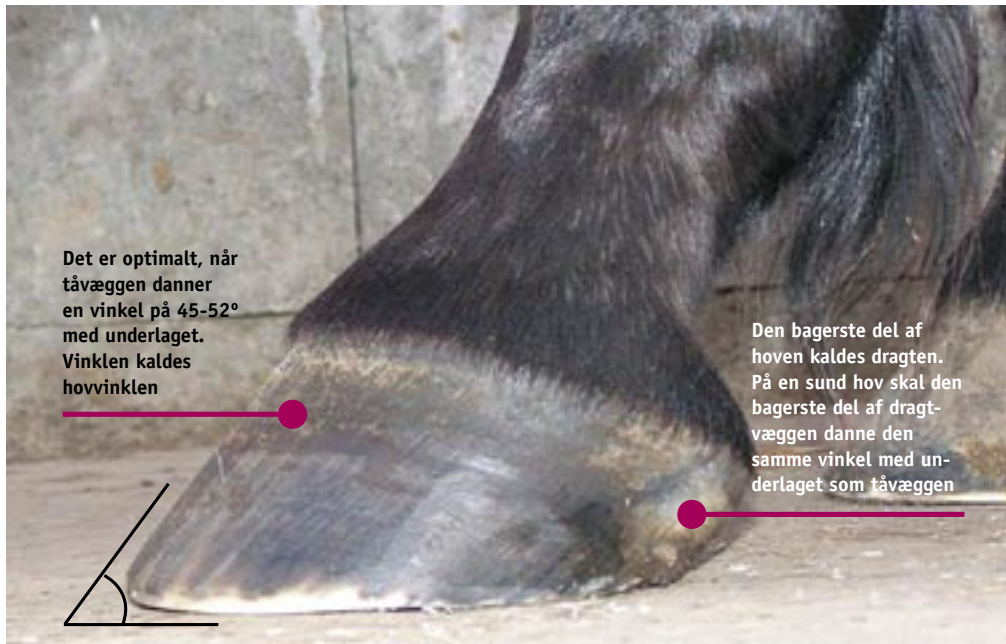 Det er optimalt, når
tåvæggen danner
en vinkel på 45-52º
med underlaget.
Vinklen kaldes
hovvinklen
Den bagerste del af
hoven kaldes dragten.
På en sund hov skal den
bagerste del af dragt-
væggen danne den
samme vinkel med un-
derlaget som tåvæggen